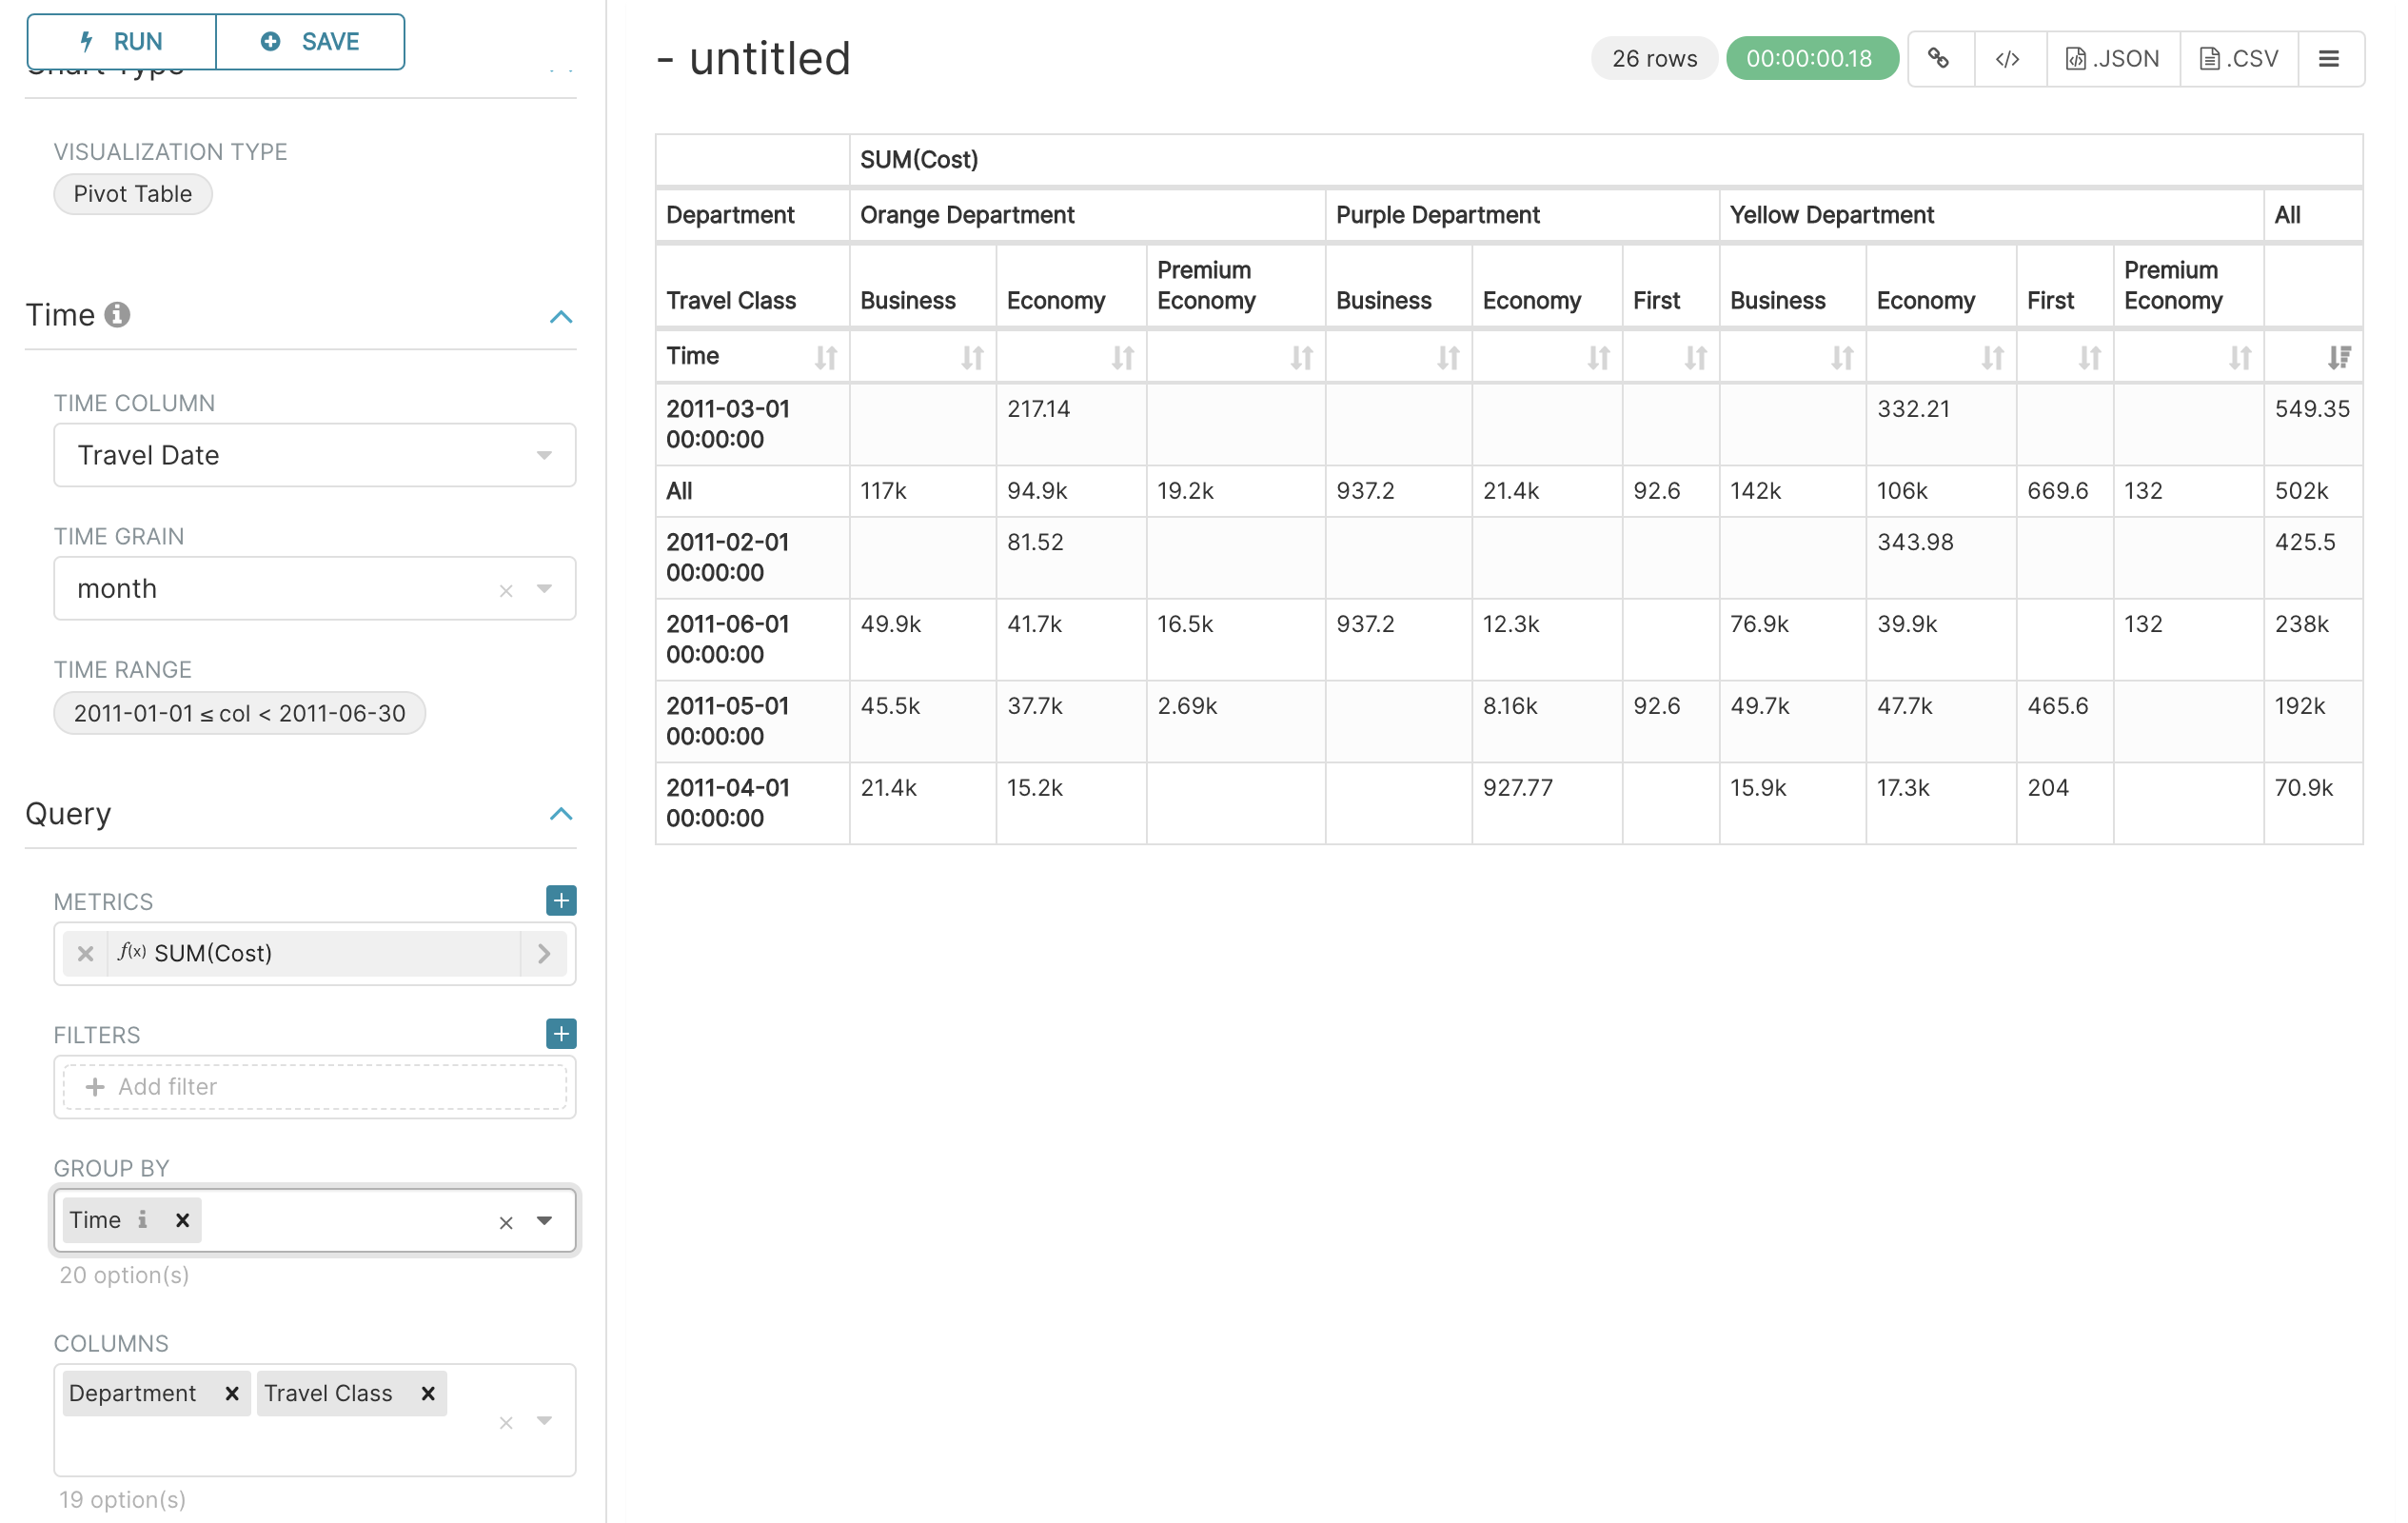 RUN
SAVE
Chart Type
VISUALIZATION TYPE
Pivot Table
Time
TIME COLUMN
Travel Date
TIME GRAIN
month
TIME RANGE
2011-01-01 ≤ col < 2011-06-30
Query
METRICS
f(x) SUM(Cost)
FILTERS
Add filter
GROUP BY
Time
20 option(s)
COLUMNS
Department Travel Class
19 option(s)
- untitled
26 rows 00:00:00.18 .JSON .CSV
SUM(Cost)
Department Orange Department Purple Department Yellow Department All
Travel Class Business Economy Premium Economy Business Economy First Business Economy First Premium Economy
Time
2011-03-01 00:00:00 217.14 332.21 549.35
All 117k 94.9k 19.2k 937.2 21.4k 92.6 142k 106k 669.6 132 502k
2011-02-01 00:00:00 81.52 343.98 425.5
2011-06-01 00:00:00 49.9k 41.7k 16.5k 937.2 12.3k 76.9k 39.9k 132 238k
2011-05-01 00:00:00 45.5k 37.7k 2.69k 8.16k 92.6 49.7k 47.7k 465.6 192k
2011-04-01 00:00:00 21.4k 15.2k 927.77 15.9k 17.3k 204 70.9k